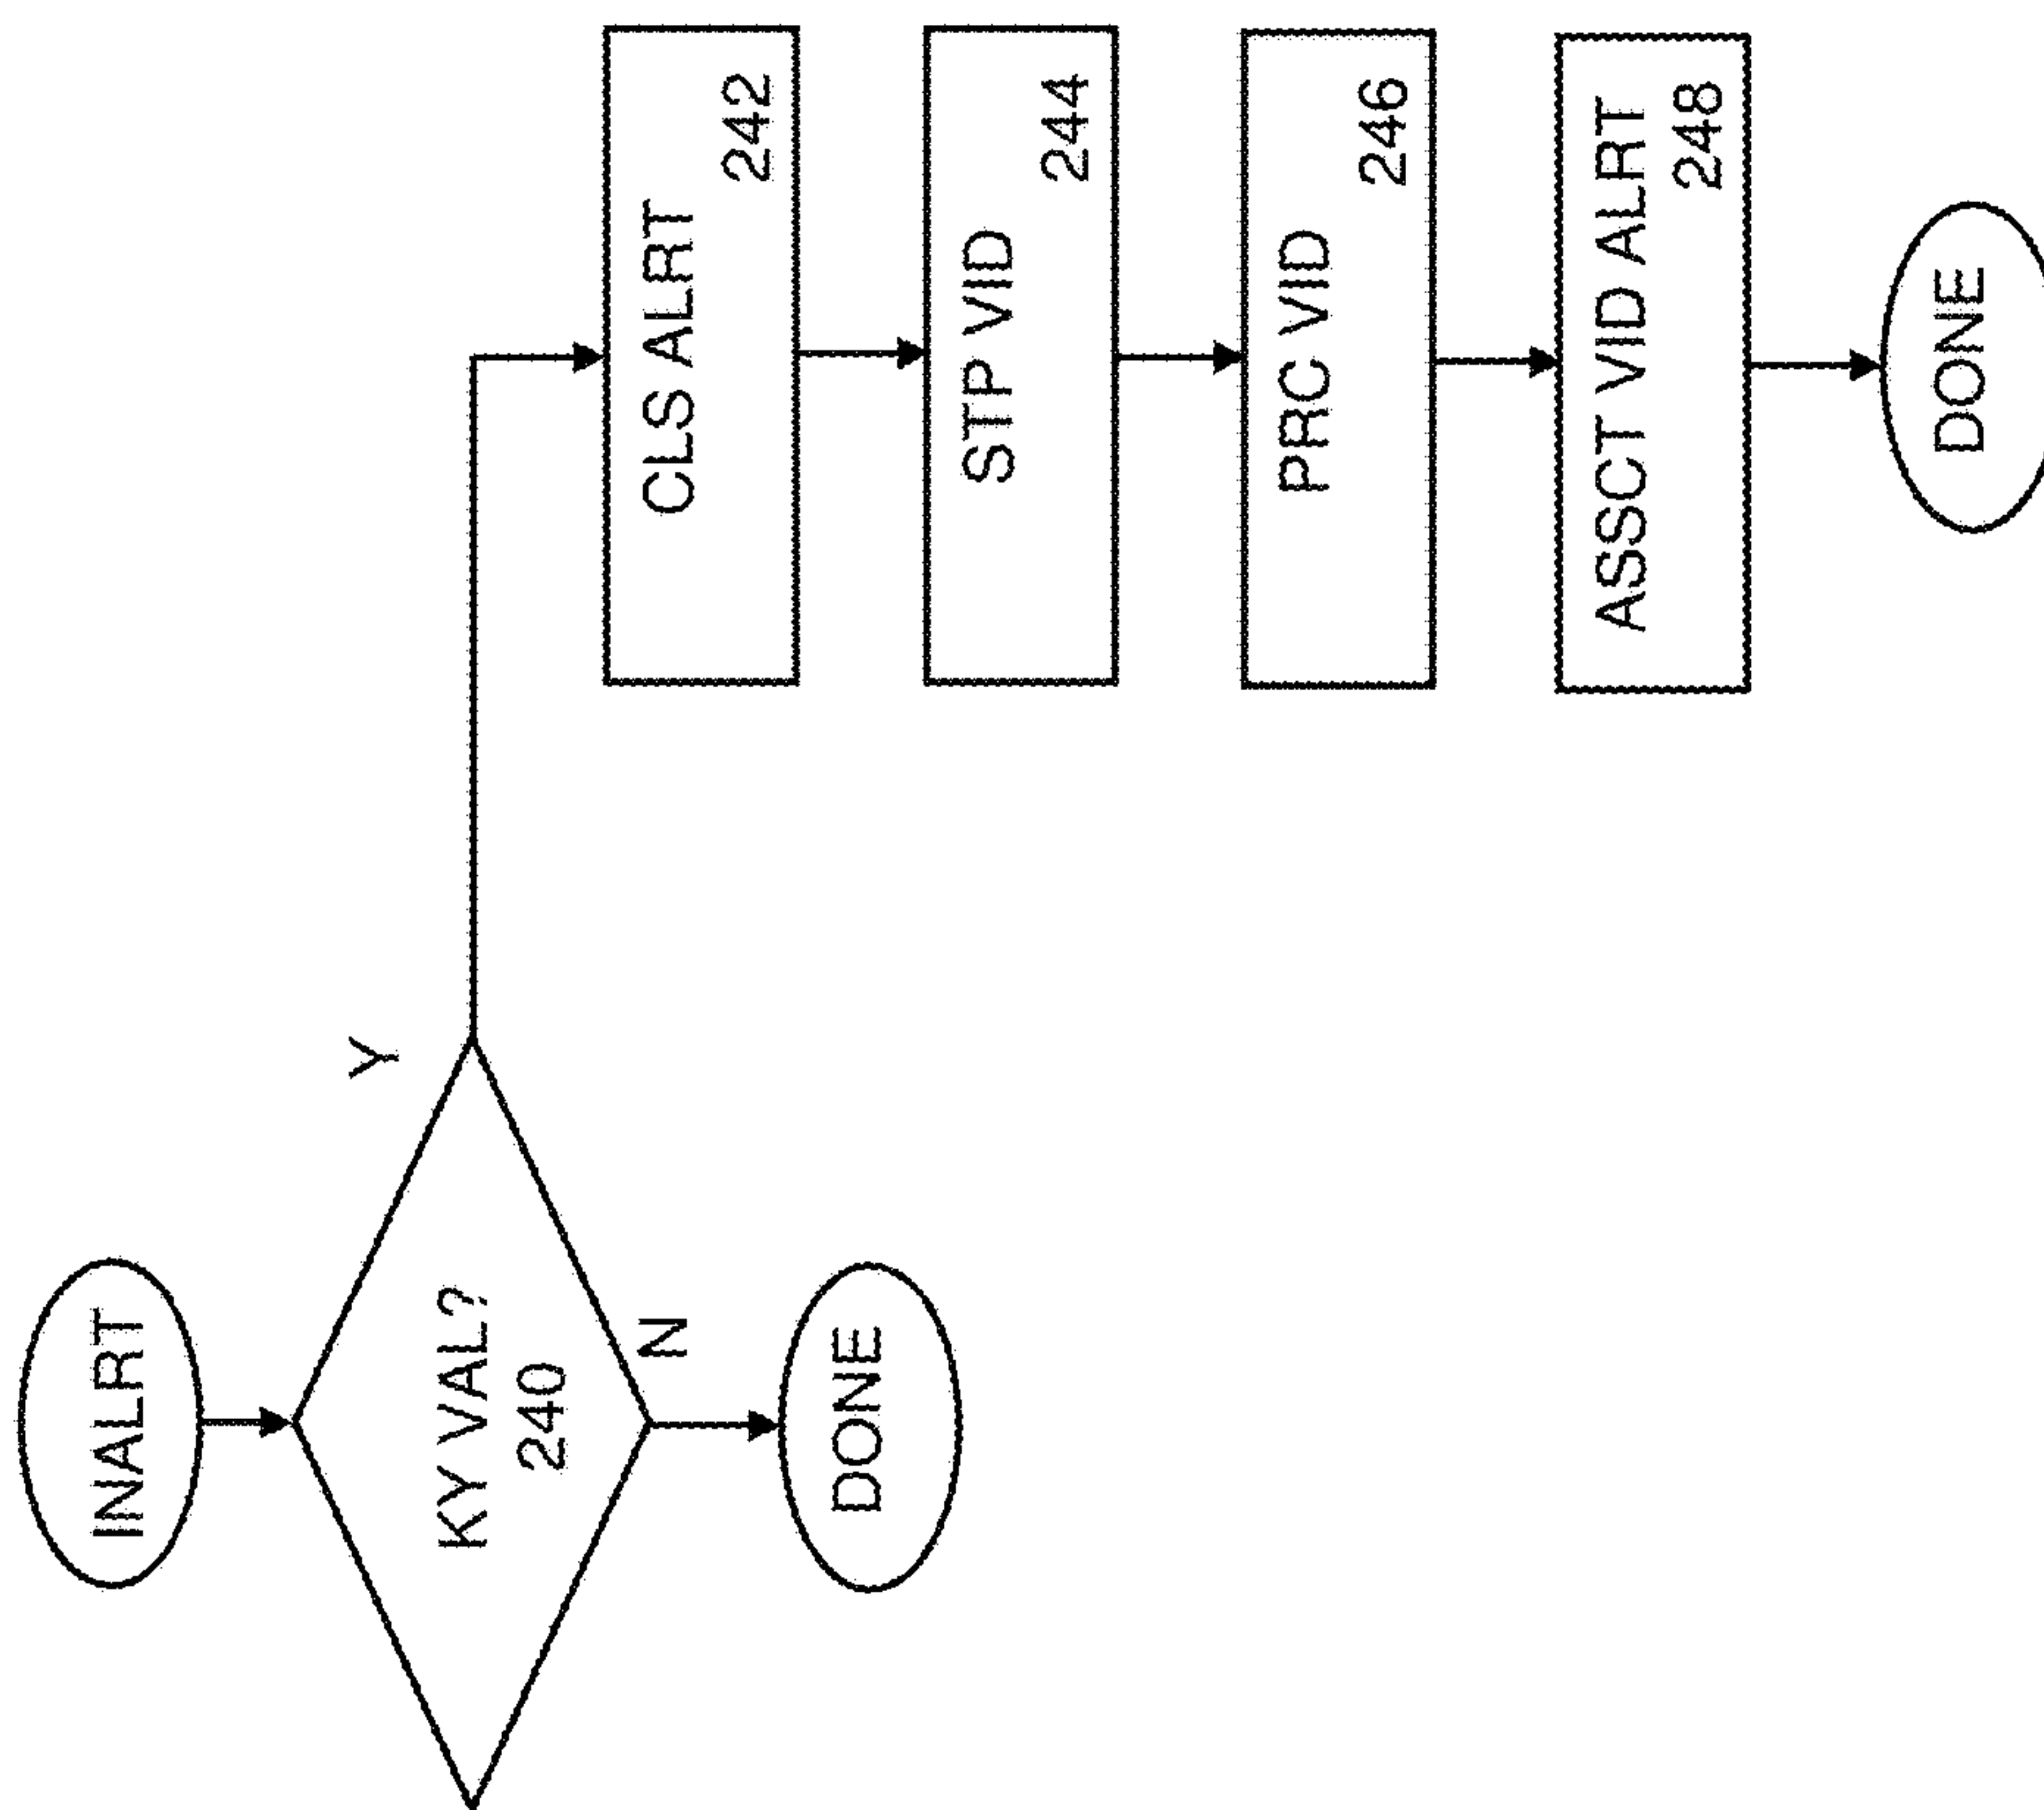 INALRT
KY VAL?
240
Y
N
DONE
CLS ALRT
242
STP VID
244
PRC VID
246
ASSCT VID ALRT
248
DONE